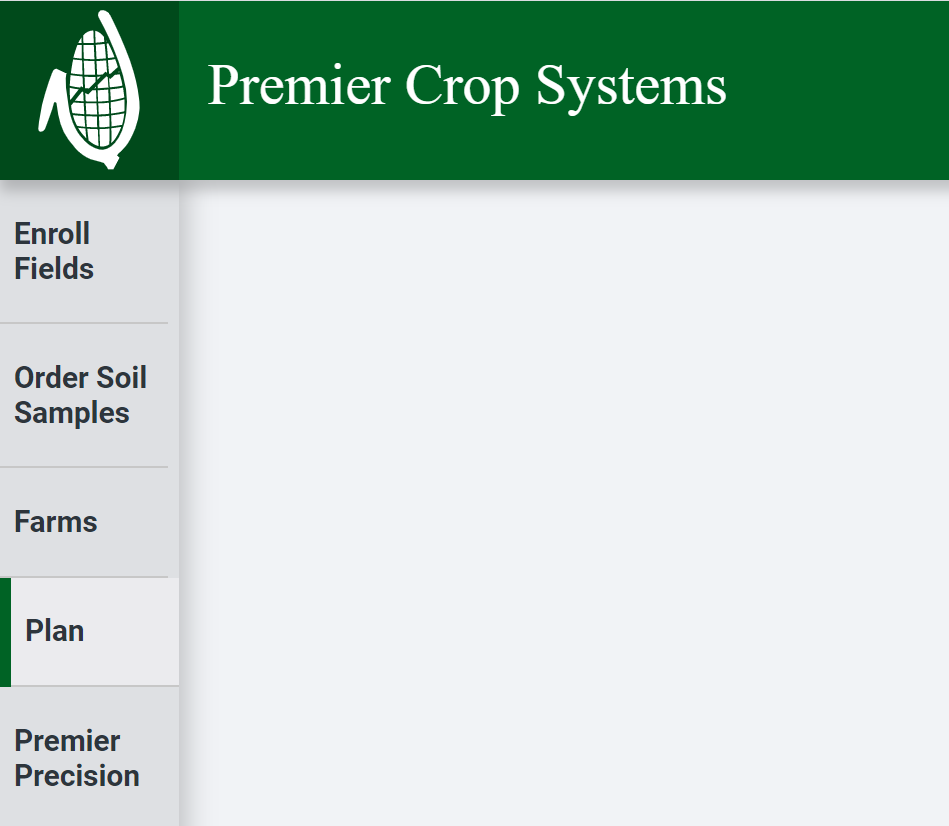 Premier Crop Systems
Enroll
Fields
Order Soil
Samples
Farms
Plan
Premier
Precision